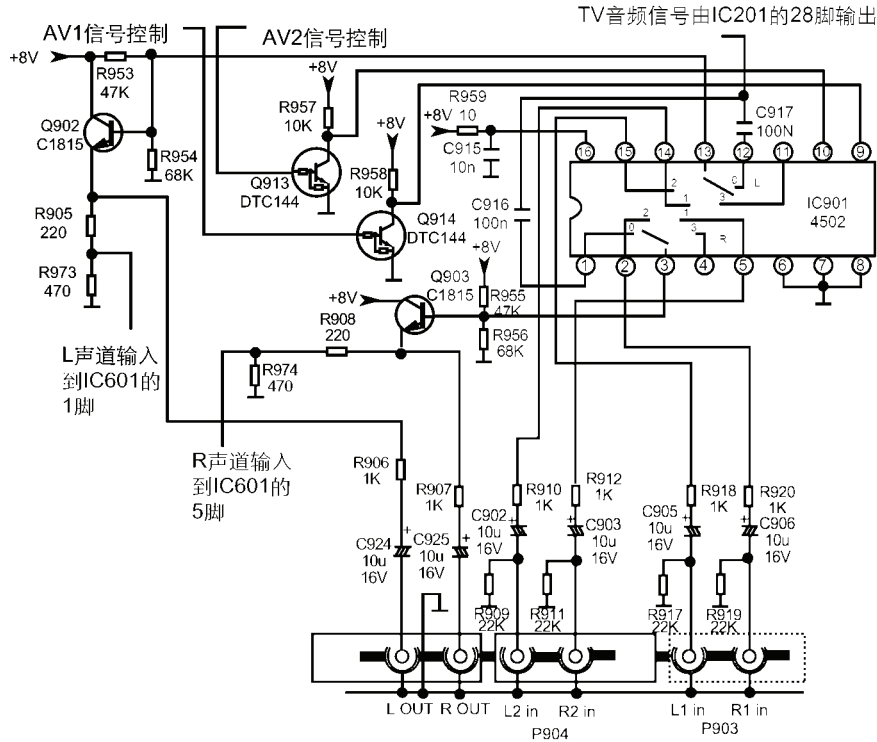 TV音频信号由IC201的28脚输出
AV1信号控制
AV2信号控制
+8V
R953
47K
Q902
C1815
R954
68K
+8V
R957
10K
Q913
DTC144
+8V
R958
10K
Q914
DTC144
R959
10
+8V
C915
10n
C917
100N
16
15
14
13
12
11
10
9
C916
100n
2
0
L
1
3
IC901
4502
2
0
1
3
R
1
2
3
4
5
6
7
8
R905
220
R973
470
+8V
Q903
C1815
R955
47K
+8V
R908
220
R956
68K
R974
470
L声道输入
到IC601的
1脚
R声道输入
到IC601的
5脚
R906
1K
R907
1K
R910
1K
R912
1K
R918
1K
R920
1K
C924
10u
16V
+
C925
10u
16V
+
C902
10u
16V
+
C903
10u
16V
+
C905
10u
16V
+
C906
10u
16V
+
R909
22K
R911
22K
R917
22K
R919
22K
L OUT
R OUT
L2 in
R2 in
L1 in
R1 in
P904
P903